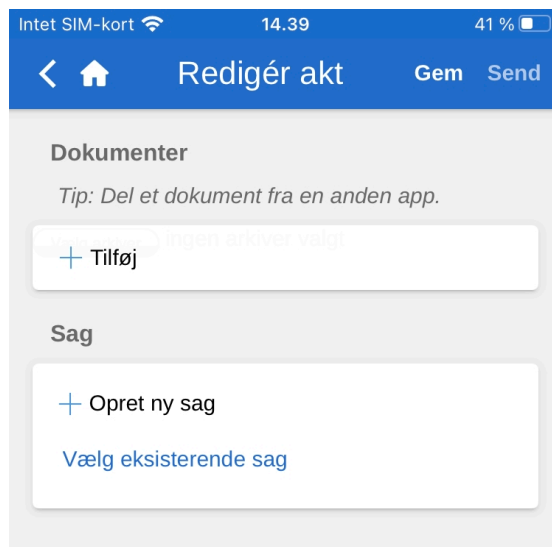 Intet SIM-kort 14.39 41 %
Redigér akt Gem Send
Dokumenter
Tip: Del et dokument fra en anden app.
ingen arkiver valgt
+ Tilføj
Sag
+ Opret ny sag
Vælg eksisterende sag